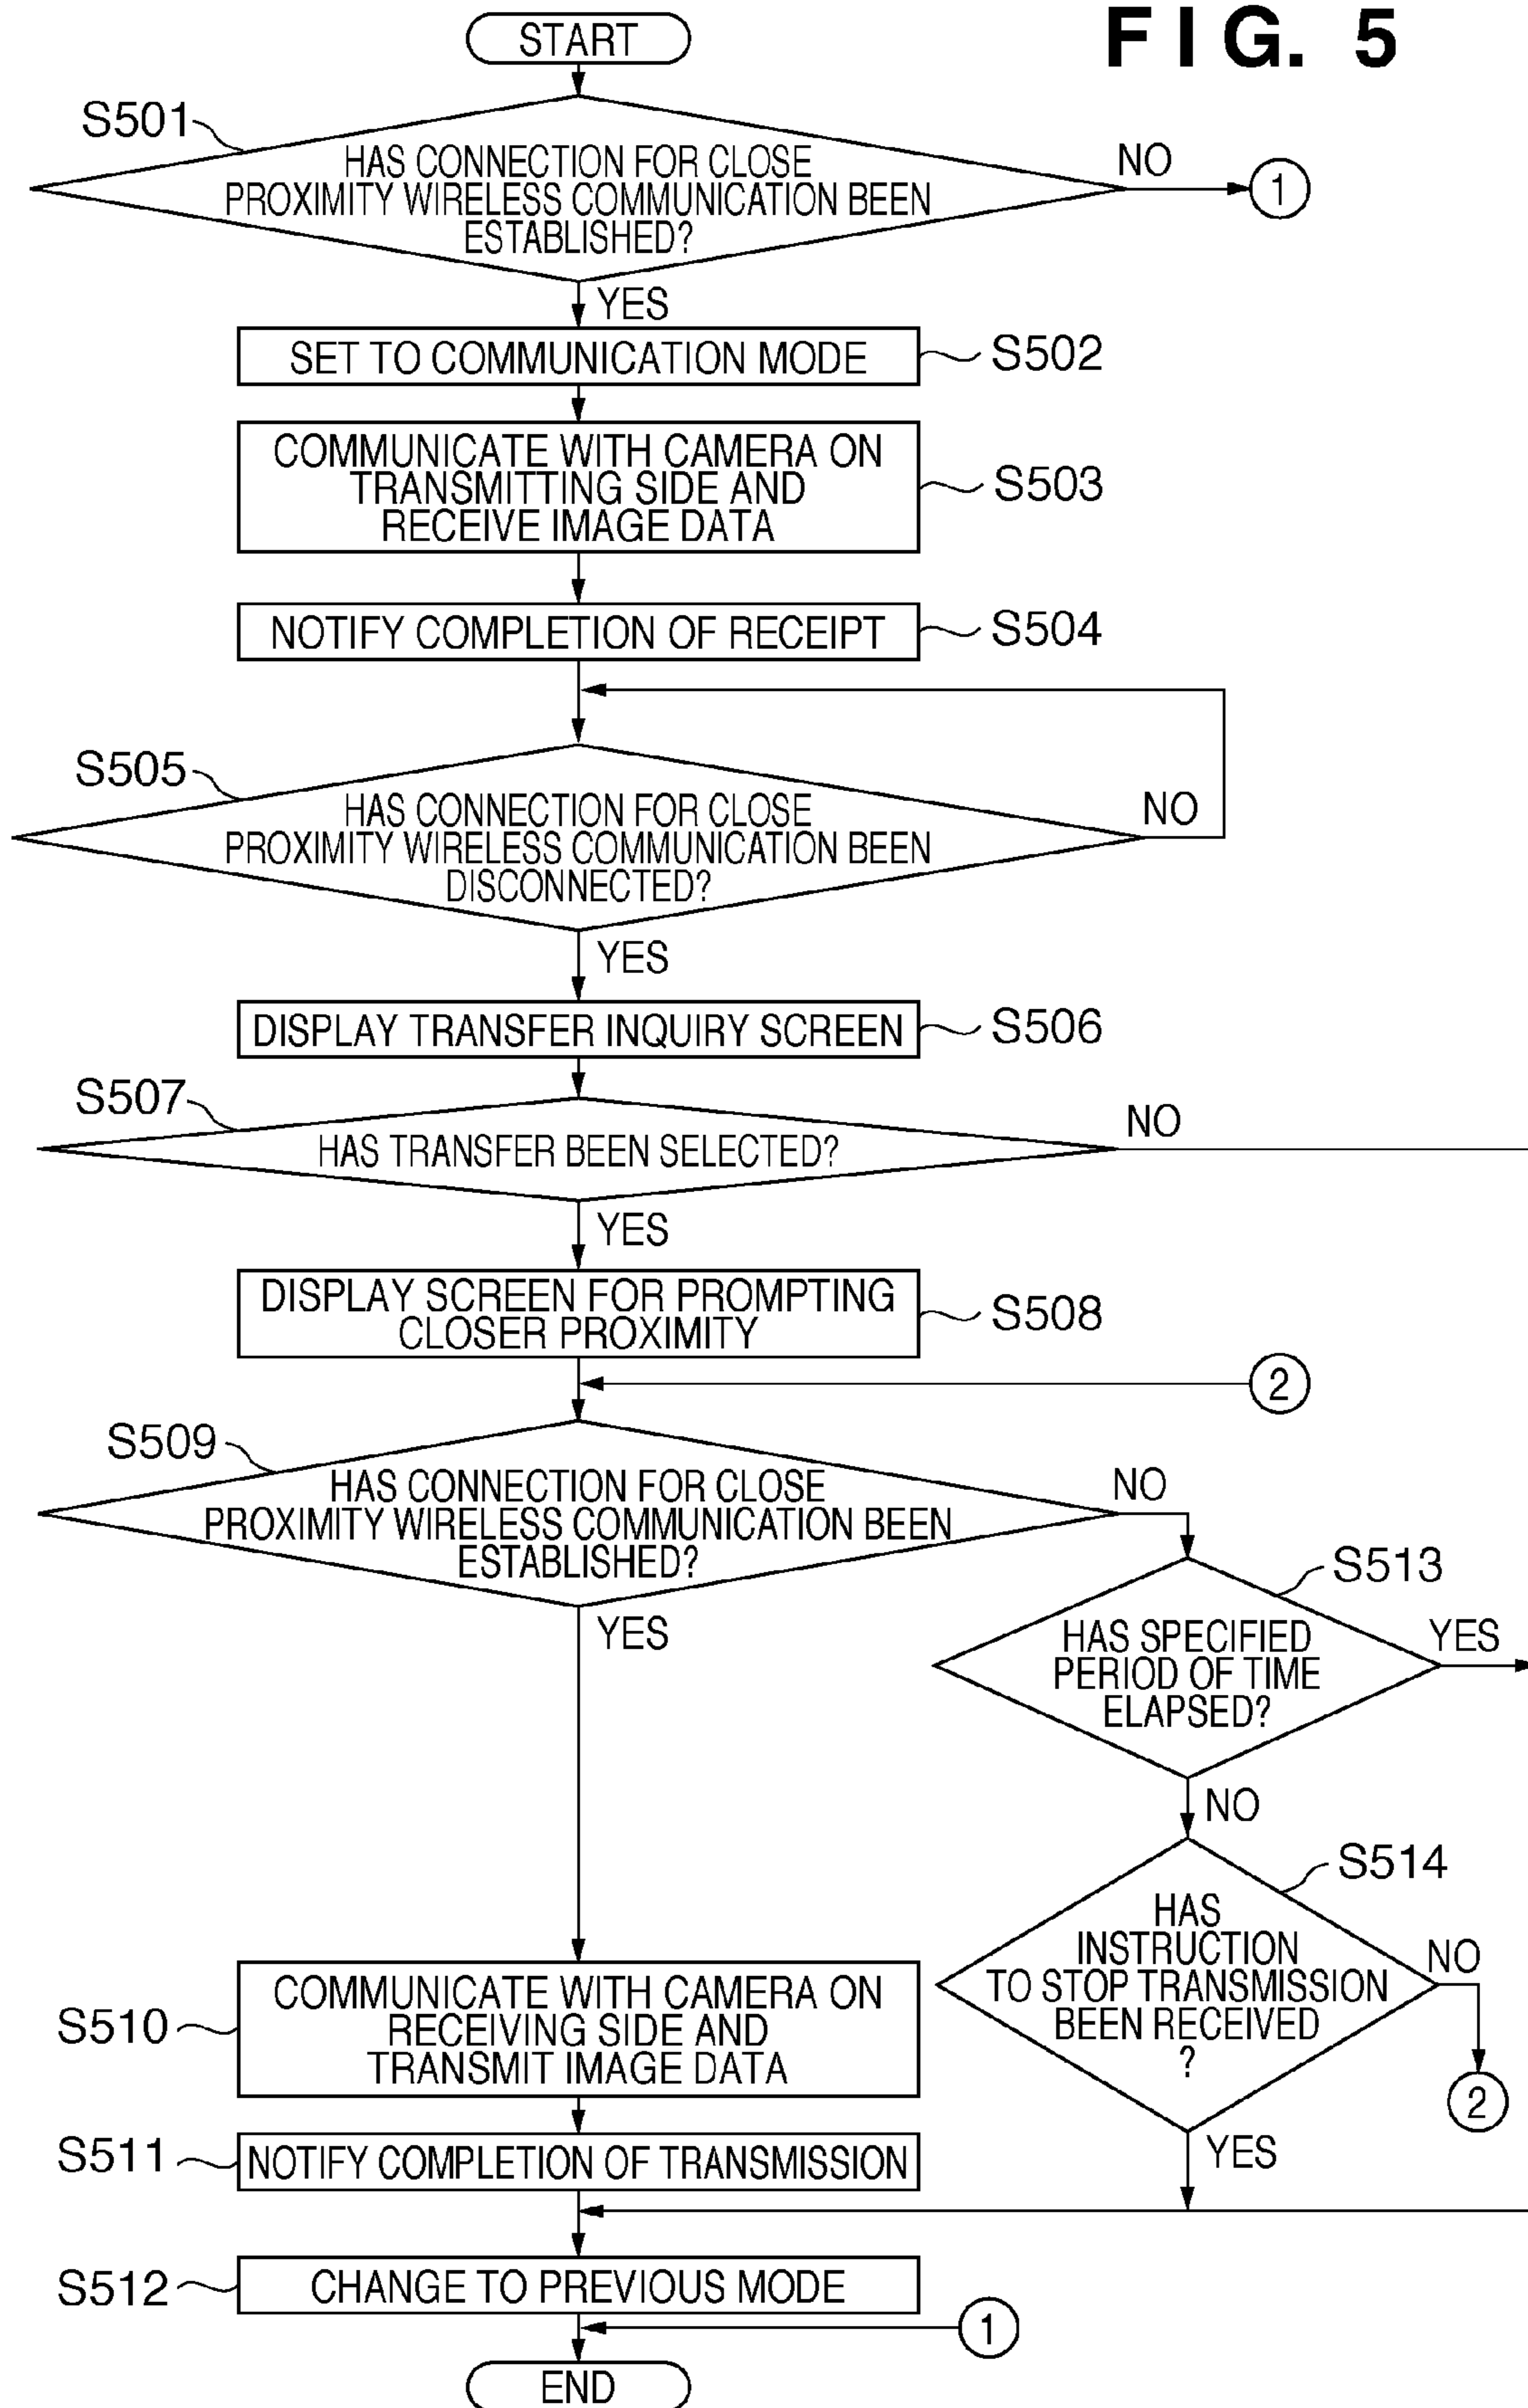 FIG. 5
START
S501
HAS CONNECTION FOR CLOSE
PROXIMITY WIRELESS COMMUNICATION BEEN
ESTABLISHED?
NO
1
YES
SET TO COMMUNICATION MODE
S502
COMMUNICATE WITH CAMERA ON
TRANSMITTING SIDE AND
RECEIVE IMAGE DATA
S503
NOTIFY COMPLETION OF RECEIPT
S504
S505
HAS CONNECTION FOR CLOSE
PROXIMITY WIRELESS COMMUNICATION BEEN
DISCONNECTED?
NO
YES
DISPLAY TRANSFER INQUIRY SCREEN
S506
S507
HAS TRANSFER BEEN SELECTED?
NO
YES
DISPLAY SCREEN FOR PROMPTING
CLOSER PROXIMITY
S508
2
S509
HAS CONNECTION FOR CLOSE
PROXIMITY WIRELESS COMMUNICATION BEEN
ESTABLISHED?
NO
YES
S513
HAS SPECIFIED
PERIOD OF TIME
ELAPSED?
YES
NO
S514
HAS
INSTRUCTION
TO STOP TRANSMISSION
BEEN RECEIVED
?
NO
2
YES
S510
COMMUNICATE WITH CAMERA ON
RECEIVING SIDE AND
TRANSMIT IMAGE DATA
S511
NOTIFY COMPLETION OF TRANSMISSION
S512
CHANGE TO PREVIOUS MODE
1
END